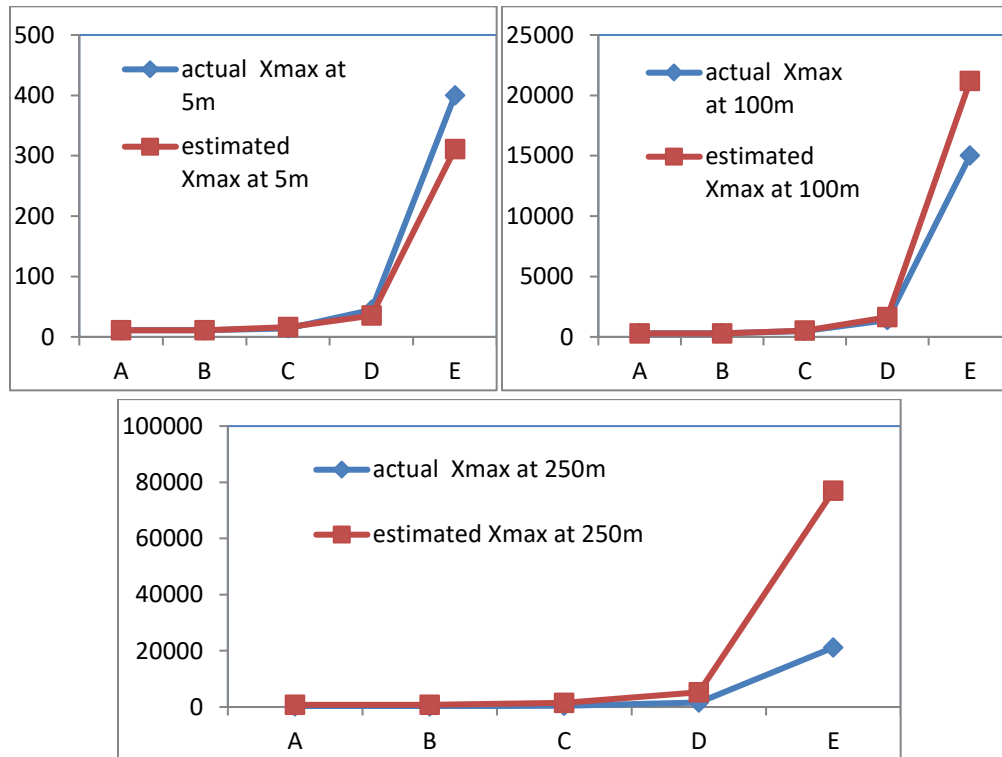 500
400
300
200
100
0
actual Xmax at
5m
estimated
Xmax at 5m
A B C D E
25000
20000
15000
10000
5000
0
actual Xmax
at 100m
estimated
Xmax at 100m
A B C D E
100000
80000
60000
40000
20000
0
actual Xmax at 250m
estimated Xmax at 250m
A B C D E